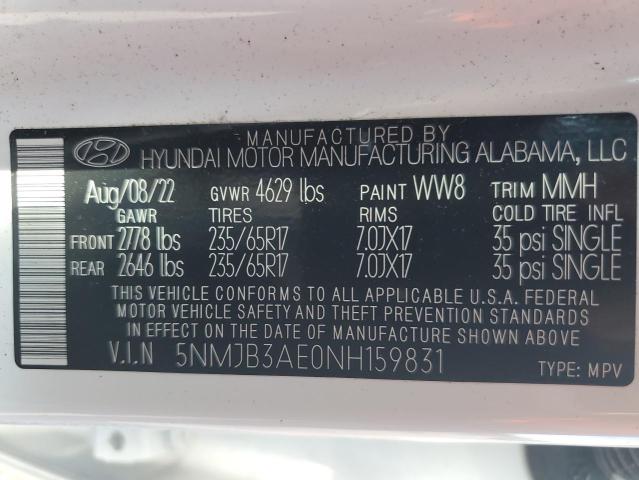 MANUFACTURED BY
HYUNDAI MOTOR MANUFACTURING ALABAMA, LLC
Aug/08/22 GVWR 4629 lbs PAINT WW8 TRIM MMH
GAWR TIRES RIMS COLD TIRE INFL
FRONT 2778 lbs 235/65R17 7.0JX17 35 psi SINGLE
REAR 2646 lbs 235/65R17 7.0JX17 35 psi SINGLE
THIS VEHICLE CONFORMS TO ALL APPLICABLE U.S.A. FEDERAL
MOTOR VEHICLE SAFETY AND THEFT PREVENTION STANDARDS
IN EFFECT ON THE DATE OF MANUFACTURE SHOWN ABOVE
V.I.N 5NMJB3AE0NH159831
TYPE: MPV